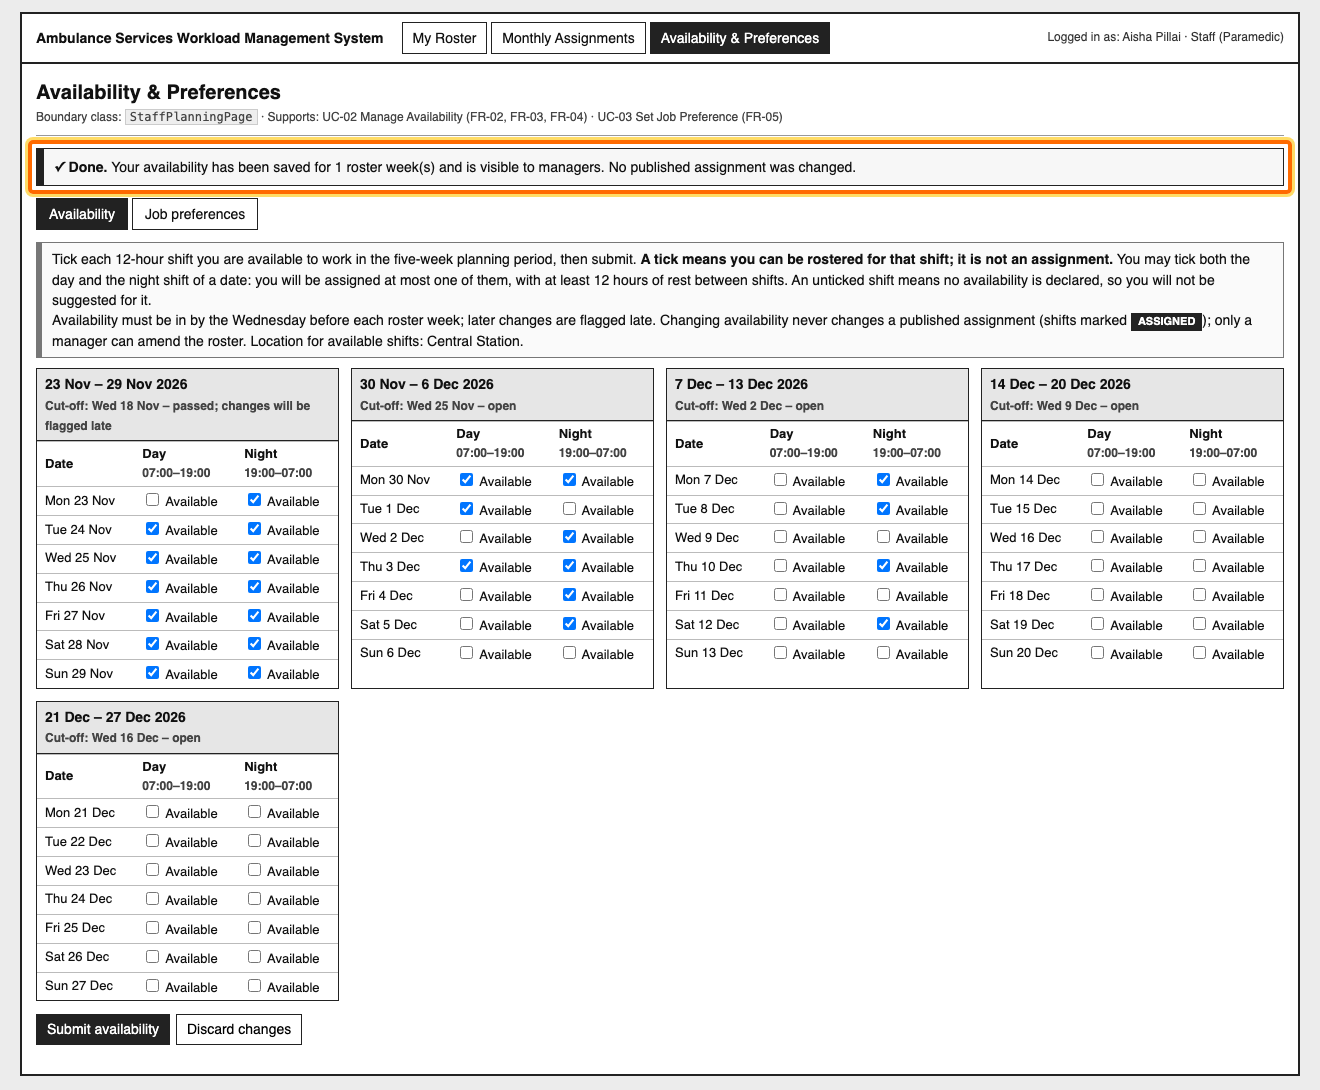 Ambulance Services Workload Management System My Roster Monthly Assignments Availability & Preferences Logged in as: Aisha Pillai · Staff (Paramedic)
Availability & Preferences
Boundary class: StaffPlanningPage · Supports: UC-02 Manage Availability (FR-02, FR-03, FR-04) · UC-03 Set Job Preference (FR-05)
✓ Done. Your availability has been saved for 1 roster week(s) and is visible to managers. No published assignment was changed.
Availability Job preferences
Tick each 12-hour shift you are available to work in the five-week planning period, then submit. A tick means you can be rostered for that shift; it is not an assignment. You may tick both the
day and the night shift of a date: you will be assigned at most one of them, with at least 12 hours of rest between shifts. An unticked shift means no availability is declared, so you will not be
suggested for it.
Availability must be in by the Wednesday before each roster week; later changes are flagged late. Changing availability never changes a published assignment (shifts marked ASSIGNED); only a
manager can amend the roster. Location for available shifts: Central Station.
23 Nov – 29 Nov 2026
Cut-off: Wed 18 Nov – passed; changes will be
flagged late
Date Day Night
07:00–19:00 19:00–07:00
Mon 23 Nov Available Available
Tue 24 Nov Available Available
Wed 25 Nov Available Available
Thu 26 Nov Available Available
Fri 27 Nov Available Available
Sat 28 Nov Available Available
Sun 29 Nov Available Available
30 Nov – 6 Dec 2026
Cut-off: Wed 25 Nov – open
Date Day Night
07:00–19:00 19:00–07:00
Mon 30 Nov Available Available
Tue 1 Dec Available Available
Wed 2 Dec Available Available
Thu 3 Dec Available Available
Fri 4 Dec Available Available
Sat 5 Dec Available Available
Sun 6 Dec Available Available
7 Dec – 13 Dec 2026
Cut-off: Wed 2 Dec – open
Date Day Night
07:00–19:00 19:00–07:00
Mon 7 Dec Available Available
Tue 8 Dec Available Available
Wed 9 Dec Available Available
Thu 10 Dec Available Available
Fri 11 Dec Available Available
Sat 12 Dec Available Available
Sun 13 Dec Available Available
14 Dec – 20 Dec 2026
Cut-off: Wed 9 Dec – open
Date Day Night
07:00–19:00 19:00–07:00
Mon 14 Dec Available Available
Tue 15 Dec Available Available
Wed 16 Dec Available Available
Thu 17 Dec Available Available
Fri 18 Dec Available Available
Sat 19 Dec Available Available
Sun 20 Dec Available Available
21 Dec – 27 Dec 2026
Cut-off: Wed 16 Dec – open
Date Day Night
07:00–19:00 19:00–07:00
Mon 21 Dec Available Available
Tue 22 Dec Available Available
Wed 23 Dec Available Available
Thu 24 Dec Available Available
Fri 25 Dec Available Available
Sat 26 Dec Available Available
Sun 27 Dec Available Available
Submit availability Discard changes